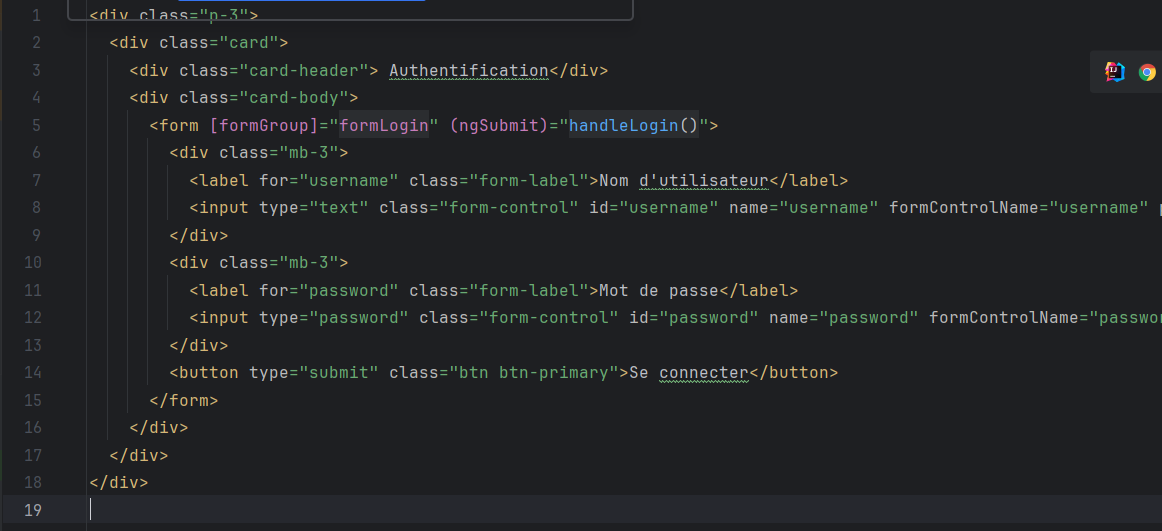 1 <div class="p-3">
2 <div class="card">
3 <div class="card-header"> Authentification</div>
4 <div class="card-body">
5 <form [formGroup]="formLogin" (ngSubmit)="handleLogin()">
6 <div class="mb-3">
7 <label for="username" class="form-label">Nom d'utilisateur</label>
8 <input type="text" class="form-control" id="username" name="username" formControlName="username"
9 </div>
10 <div class="mb-3">
11 <label for="password" class="form-label">Mot de passe</label>
12 <input type="password" class="form-control" id="password" name="password" formControlName="passwo
13 </div>
14 <button type="submit" class="btn btn-primary">Se connecter</button>
15 </form>
16 </div>
17 </div>
18 </div>
19